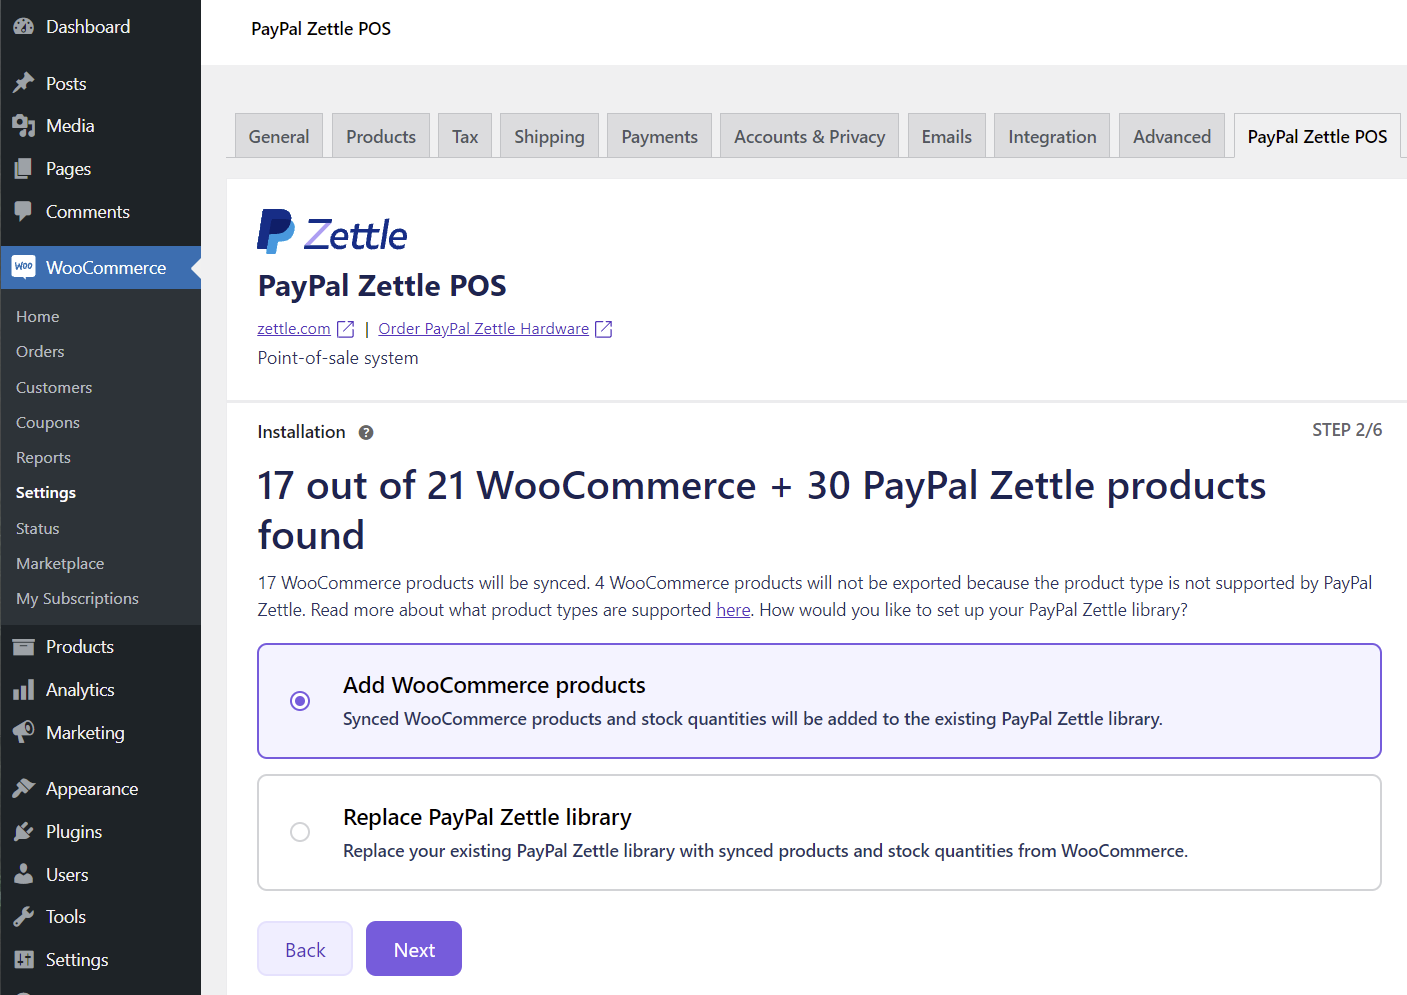 Dashboard
Posts
Media
Pages
Comments
WOO WooCommerce
Home
Orders
Customers
Coupons
Reports
Settings
Status
Marketplace
My Subscriptions
Products
Analytics
Marketing
Appearance
Plugins
Users
Tools
Settings
PayPal Zettle POS
General Products Tax Shipping Payments Accounts & Privacy Emails Integration Advanced PayPal Zettle POS
Zettle
PayPal Zettle POS
zettle.com | Order PayPal Zettle Hardware
Point-of-sale system
Installation ? STEP 2/6
17 out of 21 WooCommerce + 30 PayPal Zettle products
found
17 WooCommerce products will be synced. 4 WooCommerce products will not be exported because the product type is not supported by PayPal
Zettle. Read more about what product types are supported here. How would you like to set up your PayPal Zettle library?
Add WooCommerce products
Synced WooCommerce products and stock quantities will be added to the existing PayPal Zettle library.
Replace PayPal Zettle library
Replace your existing PayPal Zettle library with synced products and stock quantities from WooCommerce.
Back Next